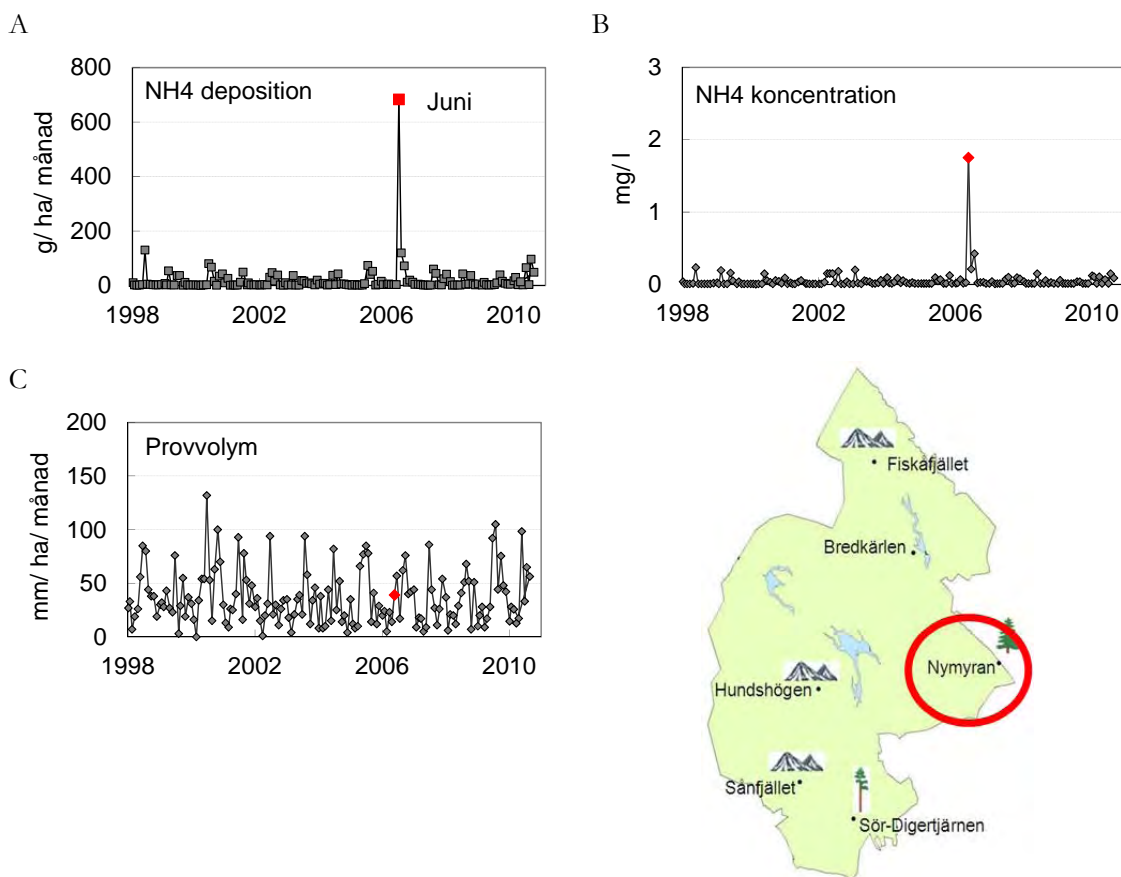 A
NH4 deposition
Juni
g/ ha/ månad
800
600
400
200
0
1998
2002
2006
2010
B
NH4 koncentration
mg/ l
3
2
1
0
1998
2002
2006
2010
C
Provvolym
mm/ ha/ månad
200
150
100
50
0
1998
2002
2006
2010
Fiskåfjället
Bredkärlen
Nymyran
Hundshögen
Sånfjället
Sör-Digertjärnen